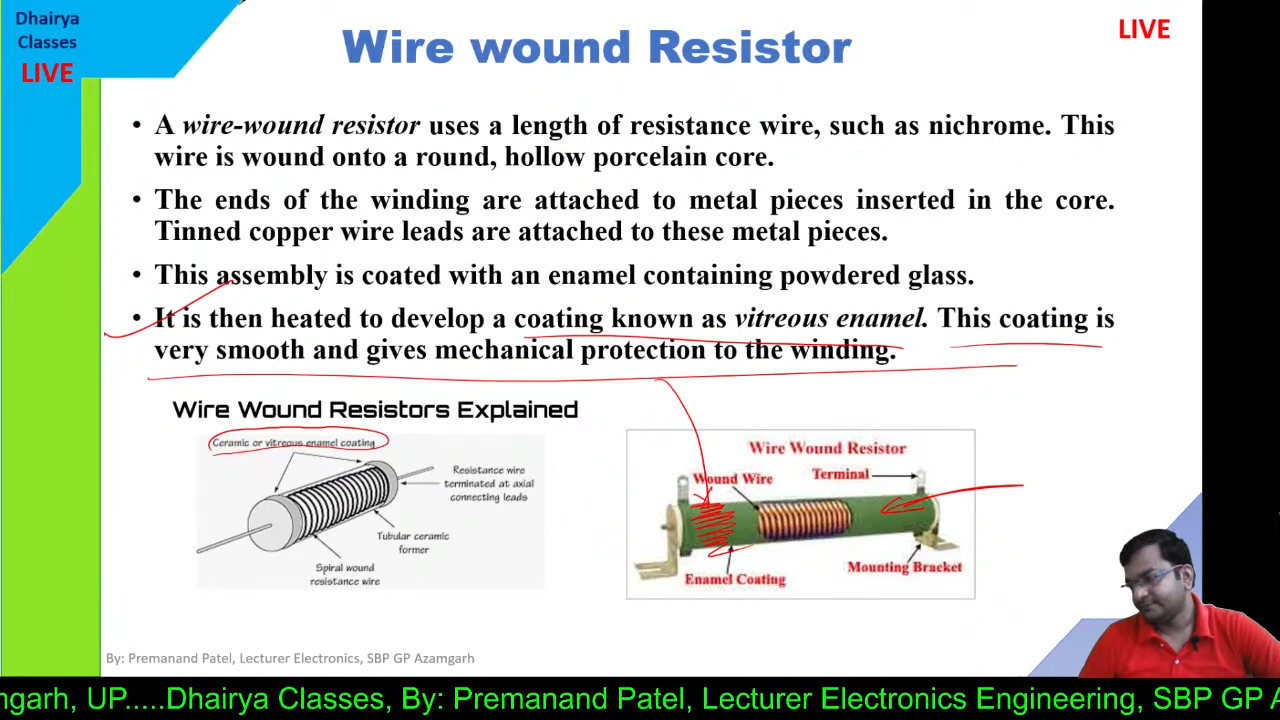 Dhairya
Classes
LIVE
Wire wound Resistor
LIVE
• A wire-wound resistor uses a length of resistance wire, such as nichrome. This
wire is wound onto a round, hollow porcelain core.
• The ends of the winding are attached to metal pieces inserted in the core.
Tinned copper wire leads are attached to these metal pieces.
• This assembly is coated with an enamel containing powdered glass.
• It is then heated to develop a coating known as vitreous enamel. This coating is
very smooth and gives mechanical protection to the winding.
Wire Wound Resistors Explained
Ceramic or vitreous enamel coating
Resistance wire
terminated at axial
connecting leads
Tubular ceramic
former
Spiral wound
resistance wire
Wire Wound Resistor
Wound Wire
Terminal
Enamel Coating
Mounting Bracket
By: Premanand Patel, Lecturer Electronics, SBP GP Azamgarh
mgarh, UP.....Dhairya Classes, By: Premanand Patel, Lecturer Electronics Engineering, SBP GP A